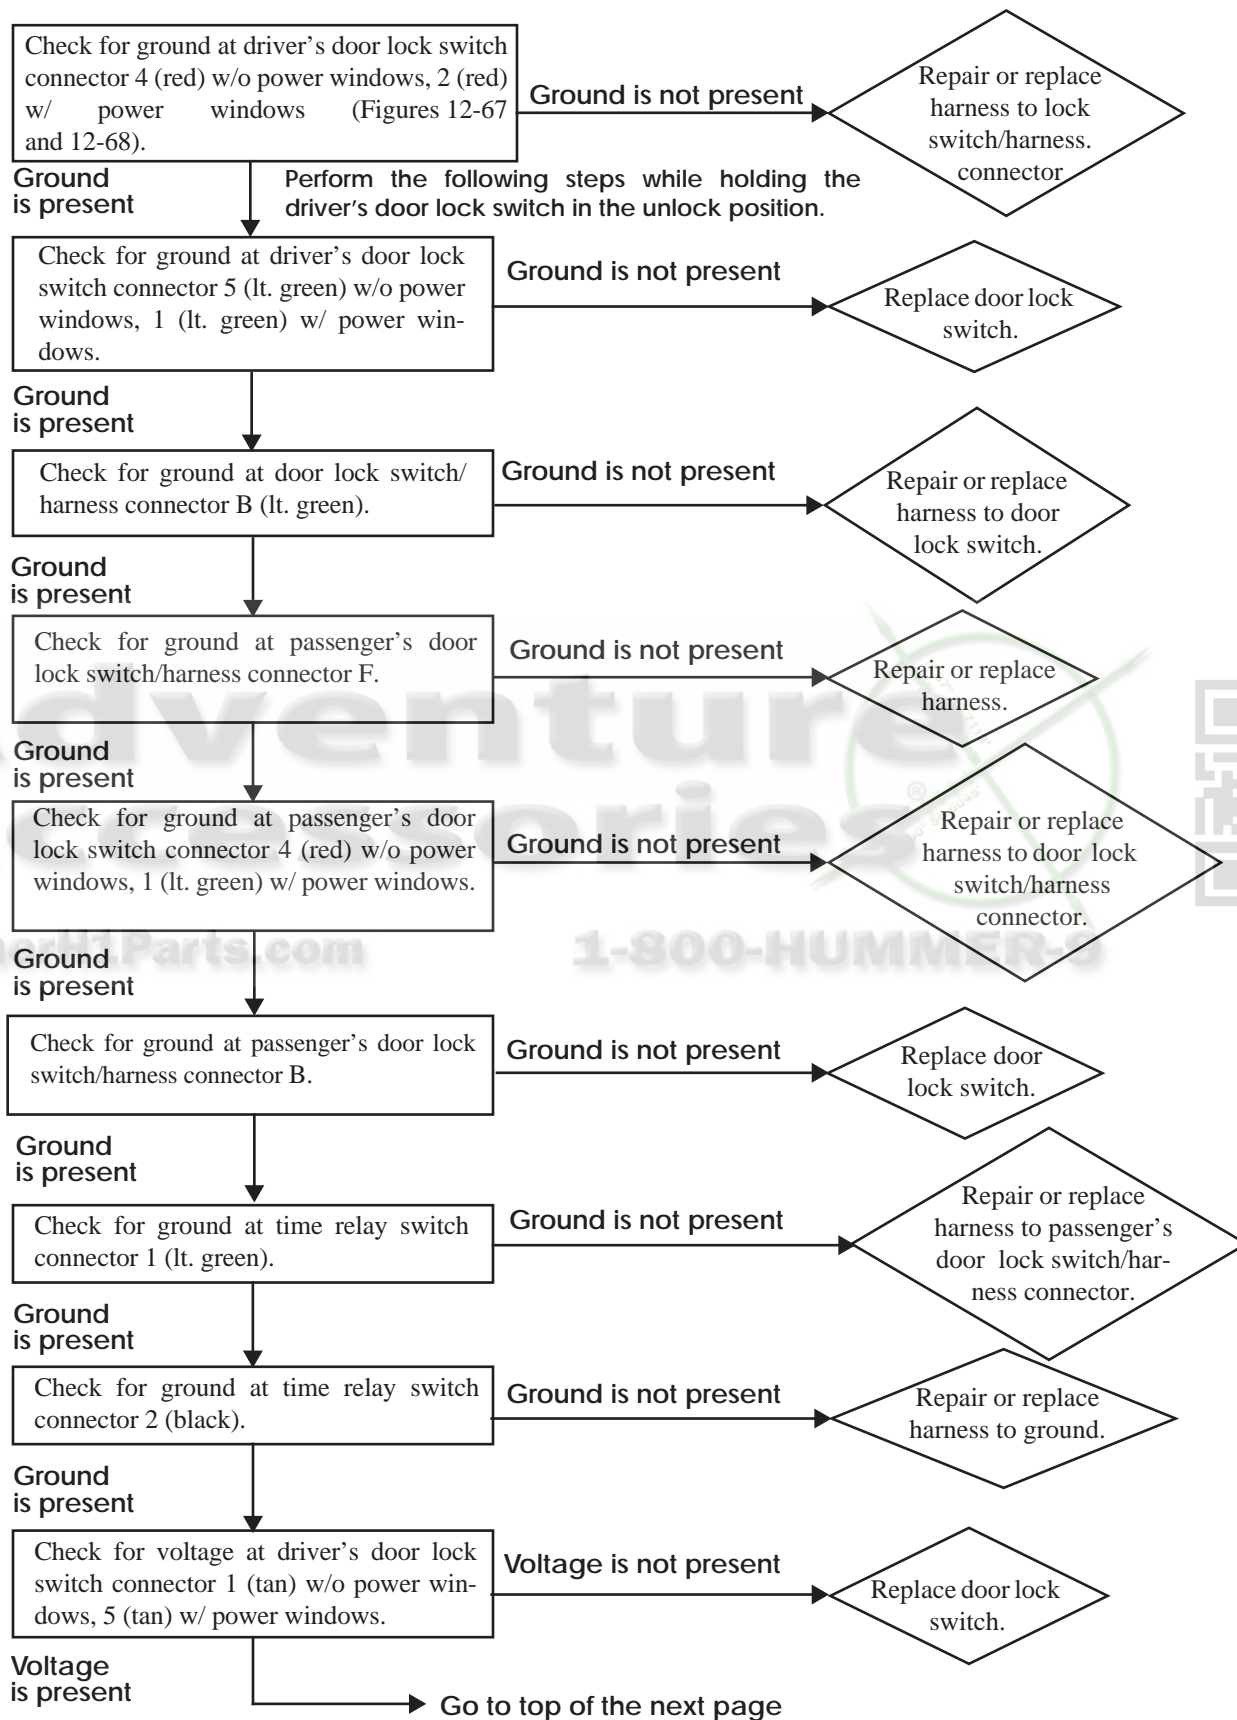 Check for ground at driver’s door lock switch
connector 4 (red) w/o power windows, 2 (red)
w/ power windows (Figures 12-67
and 12-68).
Ground is not present
Repair or replace
harness to lock
switch/harness.
connector
Ground
is present
Perform the following steps while holding the
driver’s door lock switch in the unlock position.
Check for ground at driver’s door lock
switch connector 5 (lt. green) w/o power
windows, 1 (lt. green) w/ power win-
dows.
Ground is not present
Replace door lock
switch.
Ground
is present
Check for ground at door lock switch/
harness connector B (lt. green).
Ground is not present
Repair or replace
harness to door
lock switch.
Ground
is present
Check for ground at passenger’s door
lock switch/harness connector F.
Ground is not present
Repair or replace
harness.
Ground
is present
Check for ground at passenger’s door
lock switch connector 4 (red) w/o power
windows, 1 (lt. green) w/ power windows.
Ground is not present
Repair or replace
harness to door lock
switch/harness
connector.
Ground
is present
Check for ground at passenger’s door lock
switch/harness connector B.
Ground is not present
Replace door
lock switch.
Ground
is present
Check for ground at time relay switch
connector 1 (lt. green).
Ground is not present
Repair or replace
harness to passenger’s
door lock switch/har-
ness connector.
Ground
is present
Check for ground at time relay switch
connector 2 (black).
Ground is not present
Repair or replace
harness to ground.
Ground
is present
Check for voltage at driver’s door lock
switch connector 1 (tan) w/o power win-
dows, 5 (tan) w/ power windows.
Voltage is not present
Replace door lock
switch.
Voltage
is present
Go to top of the next page
Adventure
Accessories
®
erH1Parts.com
1-800-HUMMER-9